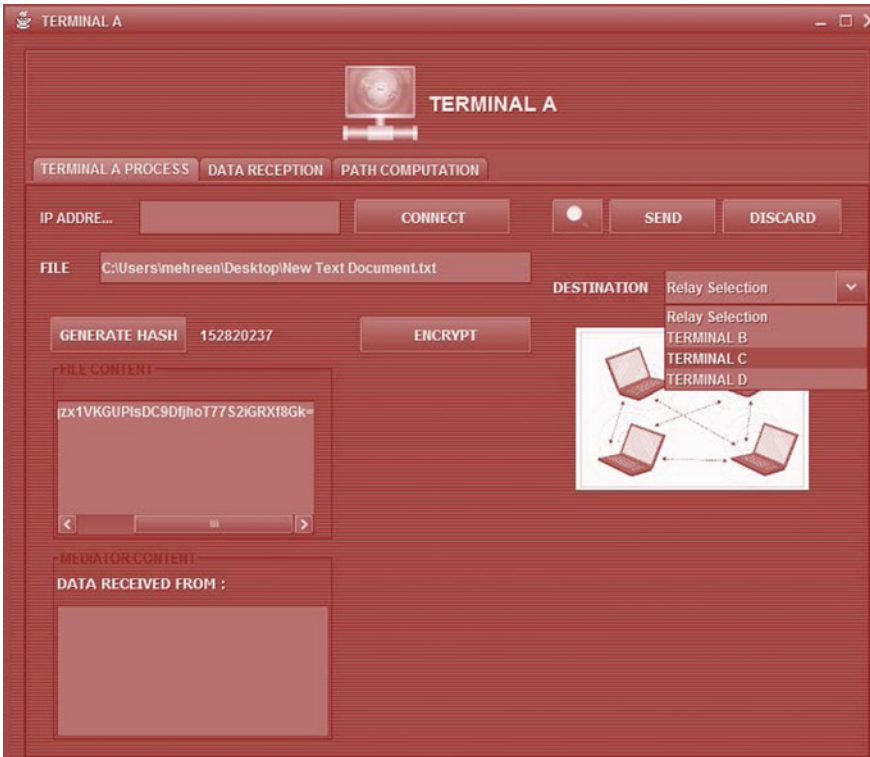 TERMINAL A
TERMINAL A
TERMINAL A PROCESS DATA RECEPTION PATH COMPUTATION
IP ADDRE... CONNECT SEND DISCARD
FILE C:\Users\mehreen\Desktop\New Text Document.txt
DESTINATION Relay Selection
Relay Selection
TERMINAL B
TERMINAL C
TERMINAL D
GENERATE HASH 152820237 ENCRYPT
FILE CONTENT
MEDIATOR CONTENT
DATA RECEIVED FROM :